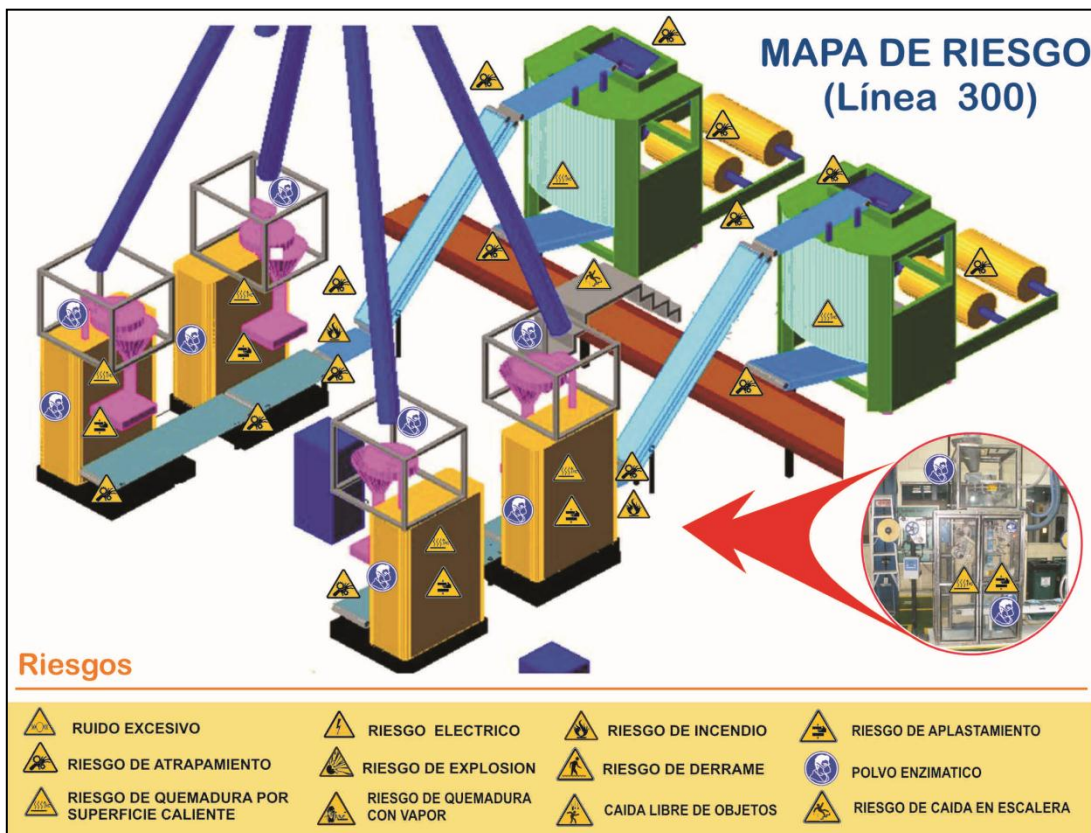 MAPA DE RIESGO
(Línea 300)
Riesgos
RUIDO EXCESIVO
RIESGO ELECTRICO
RIESGO DE INCENDIO
RIESGO DE APLASTAMIENTO
RIESGO DE ATRAPAMIENTO
RIESGO DE EXPLOSION
RIESGO DE DERRAME
POLVO ENZIMATICO
RIESGO DE QUEMADURA POR
SUPERFICIE CALIENTE
RIESGO DE QUEMADURA
CON VAPOR
CAIDA LIBRE DE OBJETOS
RIESGO DE CAIDA EN ESCALERA